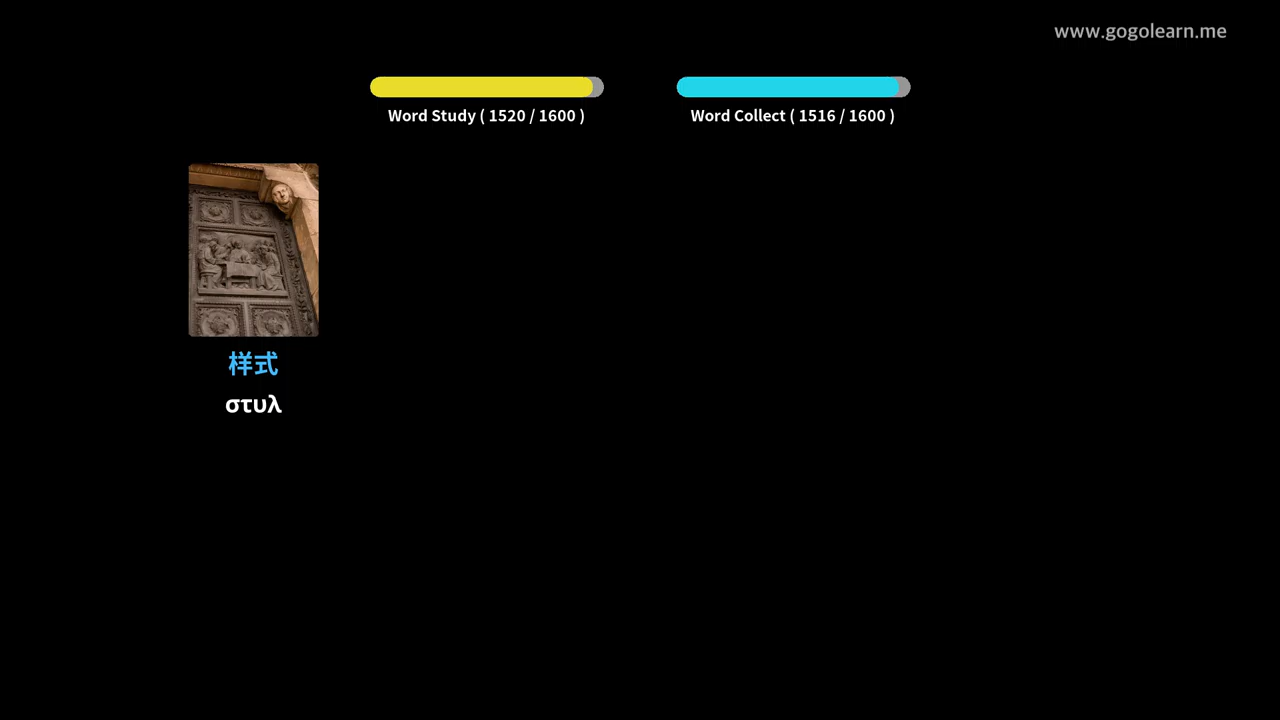 www.gogolearn.me
Word Study ( 1520 / 1600 )
Word Collect ( 1516 / 1600 )
样式
στυλ